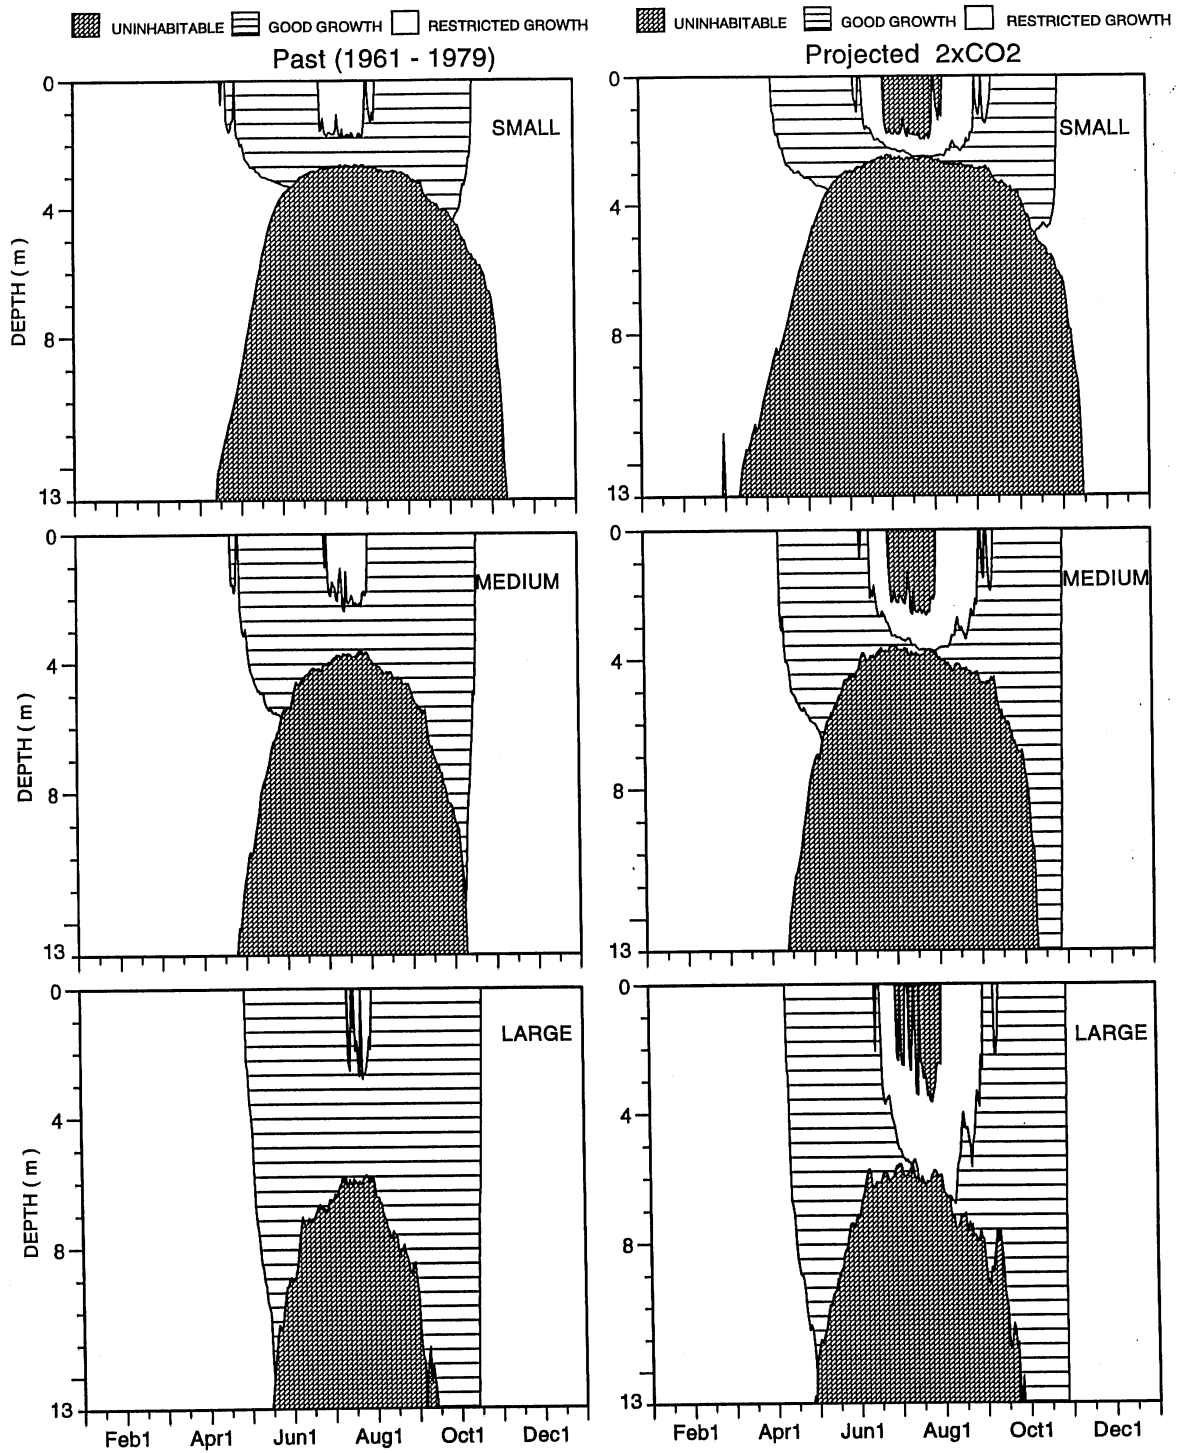 UNINHABITABLE GOOD GROWTH RESTRICTED GROWTH
Past (1961 - 1979)
UNINHABITABLE GOOD GROWTH RESTRICTED GROWTH
Projected 2xCO2
0
4
8
13
DEPTH ( m )
SMALL
0
4
8
13
SMALL
0
4
8
13
DEPTH ( m )
MEDIUM
0
4
8
13
MEDIUM
0
4
8
13
DEPTH ( m )
LARGE
Feb1 Apr1 Jun1 Aug1 Oct1 Dec1
0
4
8
13
LARGE
Feb1 Apr1 Jun1 Aug1 Oct1 Dec1